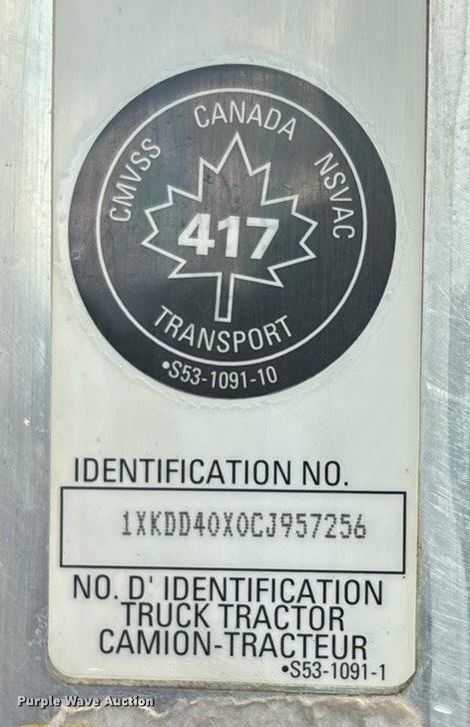 CMVSS CANADA NSVAC
417
TRANSPORT
•S53-1091-10
IDENTIFICATION NO.
1XKDD40X0CJ957256
NO. D' IDENTIFICATION
TRUCK TRACTOR
CAMION-TRACTEUR
•S53-1091-1
Purple Wave Auction